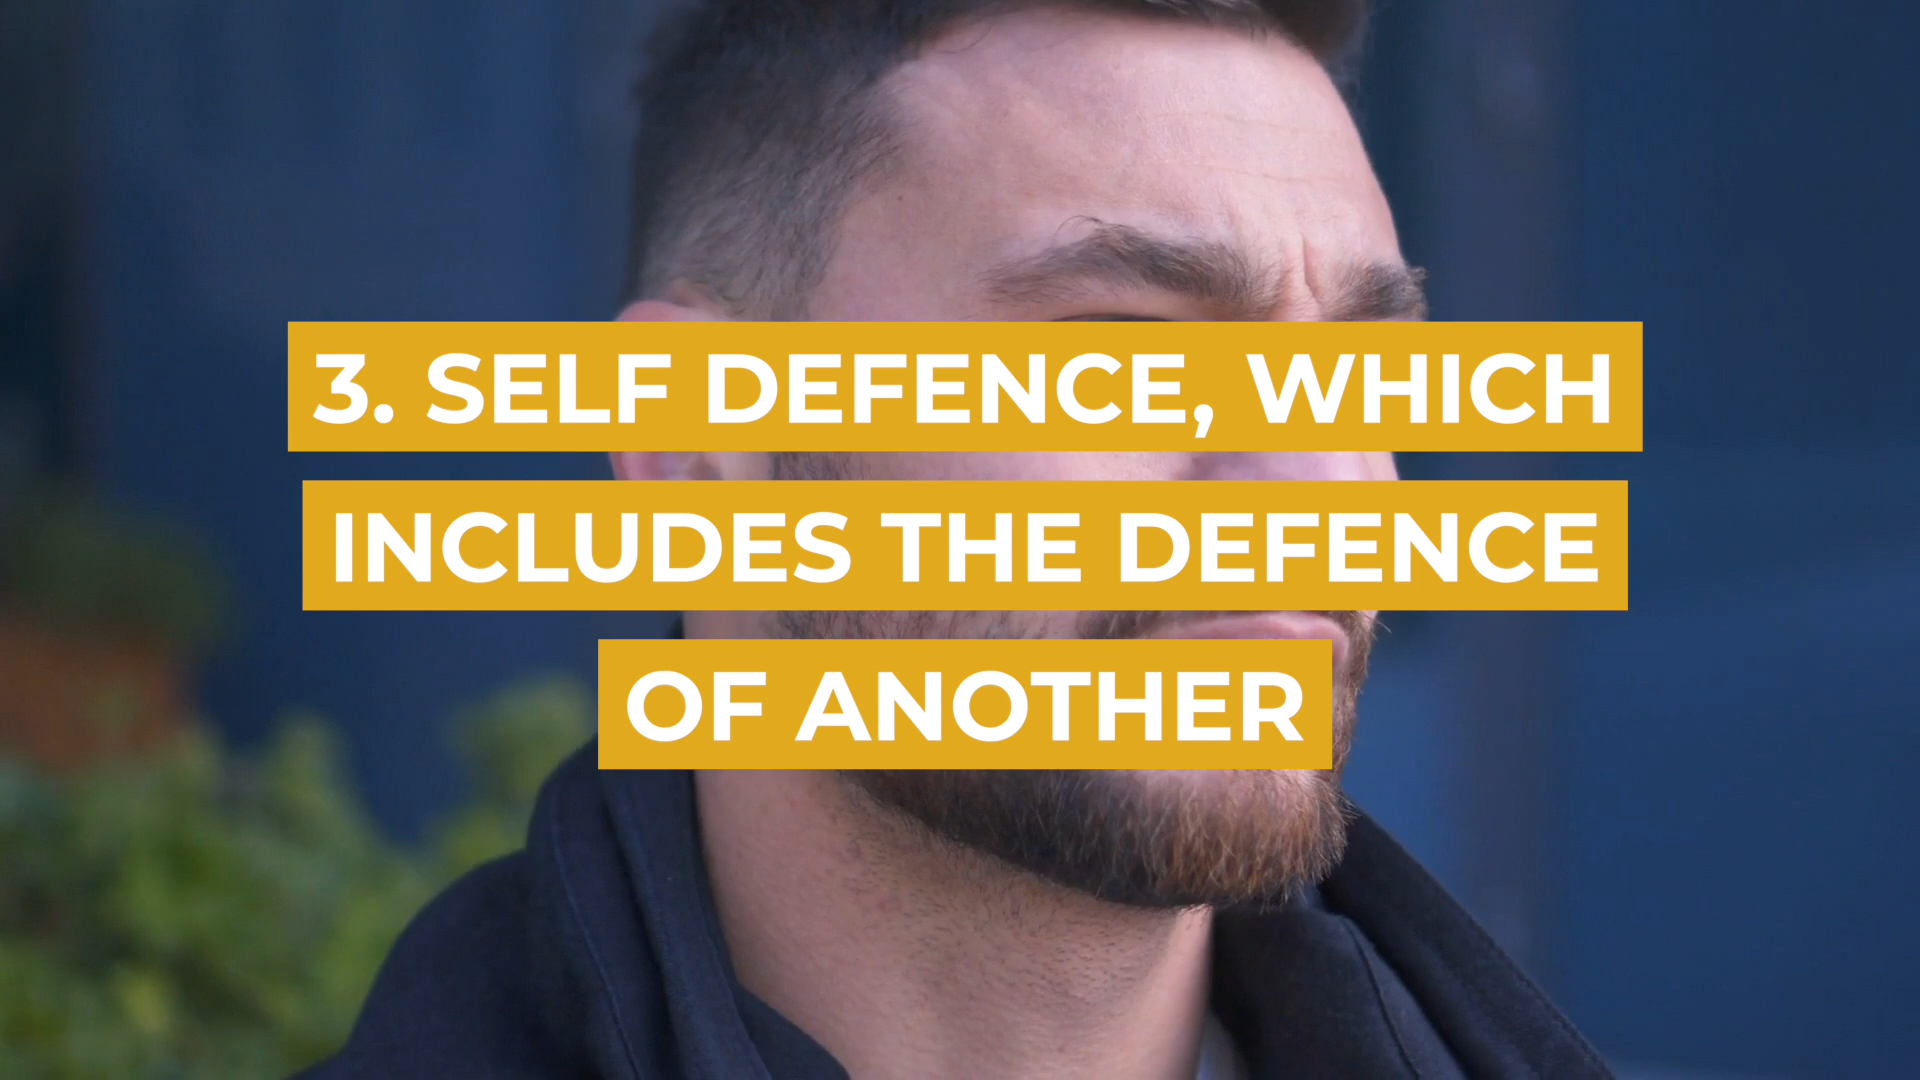 3. SELF DEFENCE, WHICH
INCLUDES THE DEFENCE
OF ANOTHER